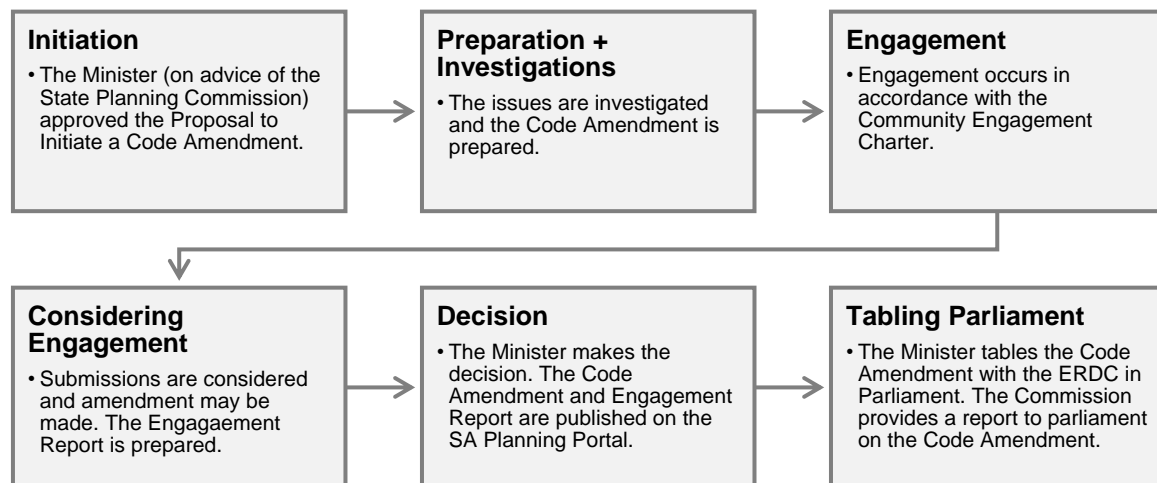 Initiation
• The Minister (on advice of the
State Planning Commission)
approved the Proposal to
Initiate a Code Amendment.
Preparation +
Investigations
• The issues are investigated
and the Code Amendment is
prepared.
Engagement
• Engagement occurs in
accordance with the
Community Engagement
Charter.
Considering
Engagement
• Submissions are considered
and amendment may be
made. The Engagaement
Report is prepared.
Decision
• The Minister makes the
decision. The Code
Amendment and Engagement
Report are published on the
SA Planning Portal.
Tabling Parliament
• The Minister tables the Code
Amendment with the ERDC in
Parliament. The Commission
provides a report to parliament
on the Code Amendment.